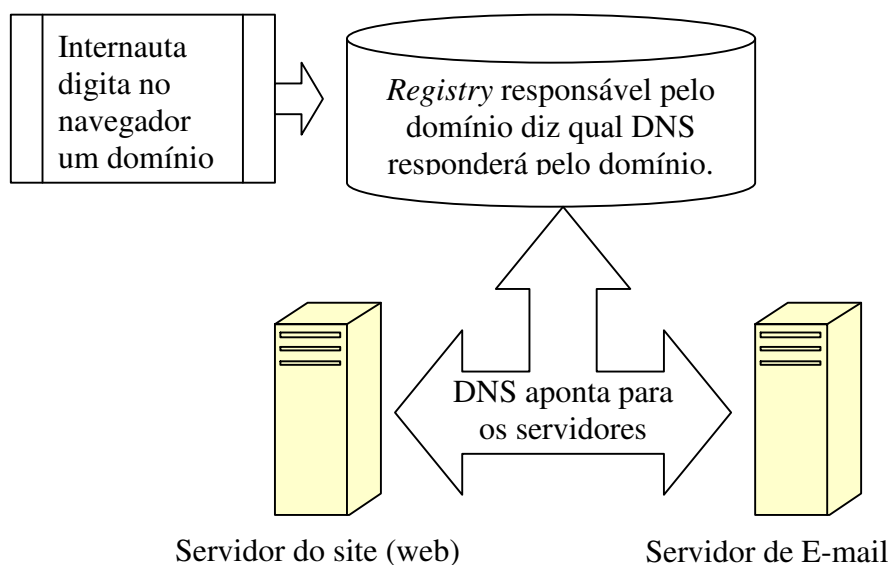 Internauta
digita no
navegador
um domínio
Registry responsável pelo
domínio diz qual DNS
responderá pelo domínio.
DNS aponta para
os servidores
Servidor do site (web)
Servidor de E-mail